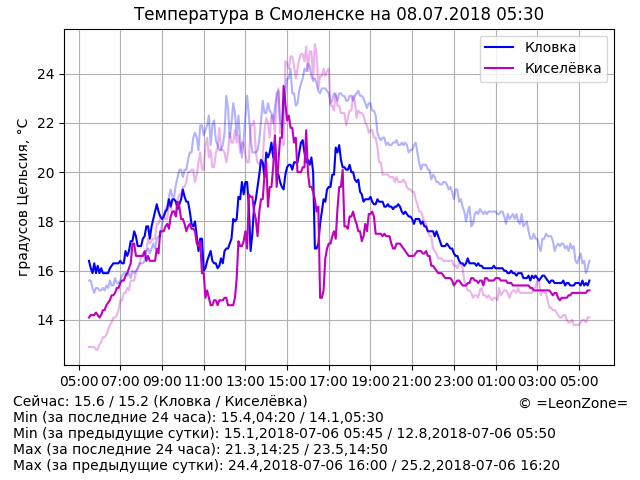 Температура в Смоленске на 08.07.2018 05:30
градусов Цельсия, °C
24
22
20
18
16
14
Кловка
Киселёвка
05:00 07:00 09:00 11:00 13:00 15:00 17:00 19:00 21:00 23:00 01:00 03:00 05:00
Сейчас: 15.6 / 15.2 (Кловка / Киселёвка)
© =LeonZone=
Min (за последние 24 часа): 15.4,04:20 / 14.1,05:30
Min (за предыдущие сутки): 15.1,2018-07-06 05:45 / 12.8,2018-07-06 05:50
Max (за последние 24 часа): 21.3,14:25 / 23.5,14:50
Max (за предыдущие сутки): 24.4,2018-07-06 16:00 / 25.2,2018-07-06 16:20